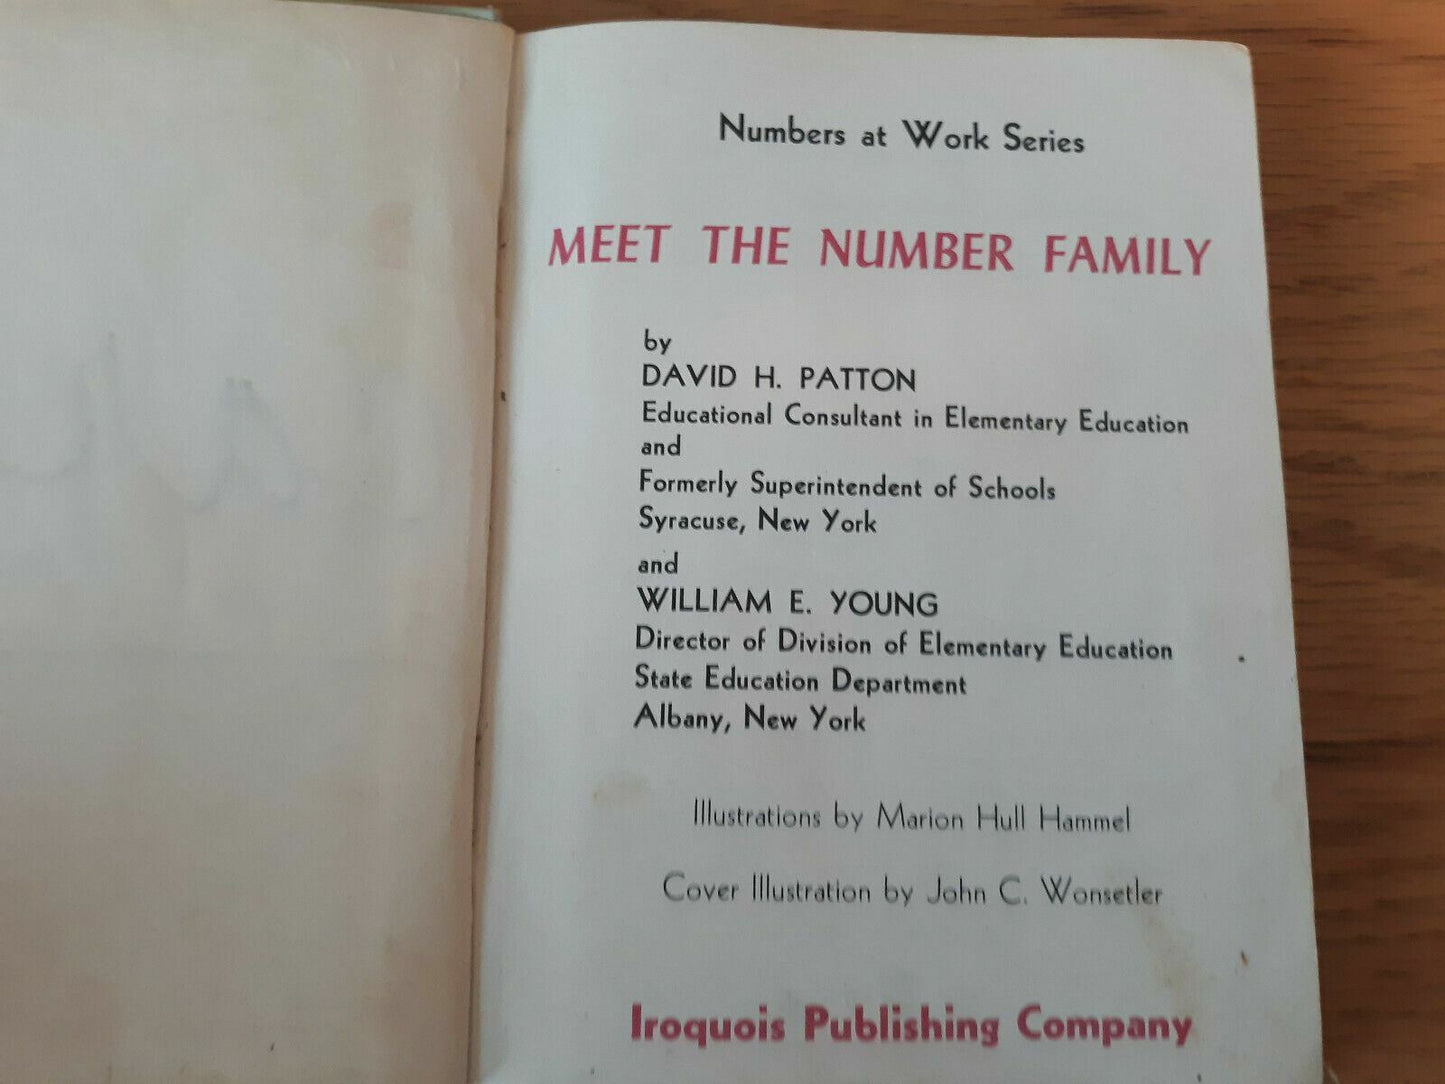 Numbers at Work Series
MEET THE NUMBER FAMILY
by
DAVID H. PATTON
Educational Consultant in Elementary Education
and
Formerly Superintendent of Schools
Syracuse, New York
and
WILLIAM E. YOUNG
Director of Division of Elementary Education
State Education Department
Albany, New York
Illustrations by Marion Hull Hammel
Cover Illustration by John C. Wonsetler
Iroquois Publishing Company